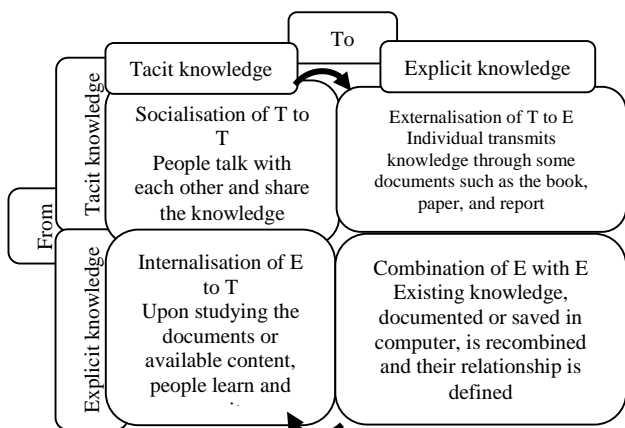 To
Tacit knowledge
Explicit knowledge
From
Tacit knowledge
Explicit knowledge
Socialisation of T to
T
People talk with
each other and share
the knowledge
Externalisation of T to E
Individual transmits
knowledge through some
documents such as the book,
paper, and report
Internalisation of E
to T
Upon studying the
documents or
available content,
people learn and
Combination of E with E
Existing knowledge,
documented or saved in
computer, is recombined
and their relationship is
defined